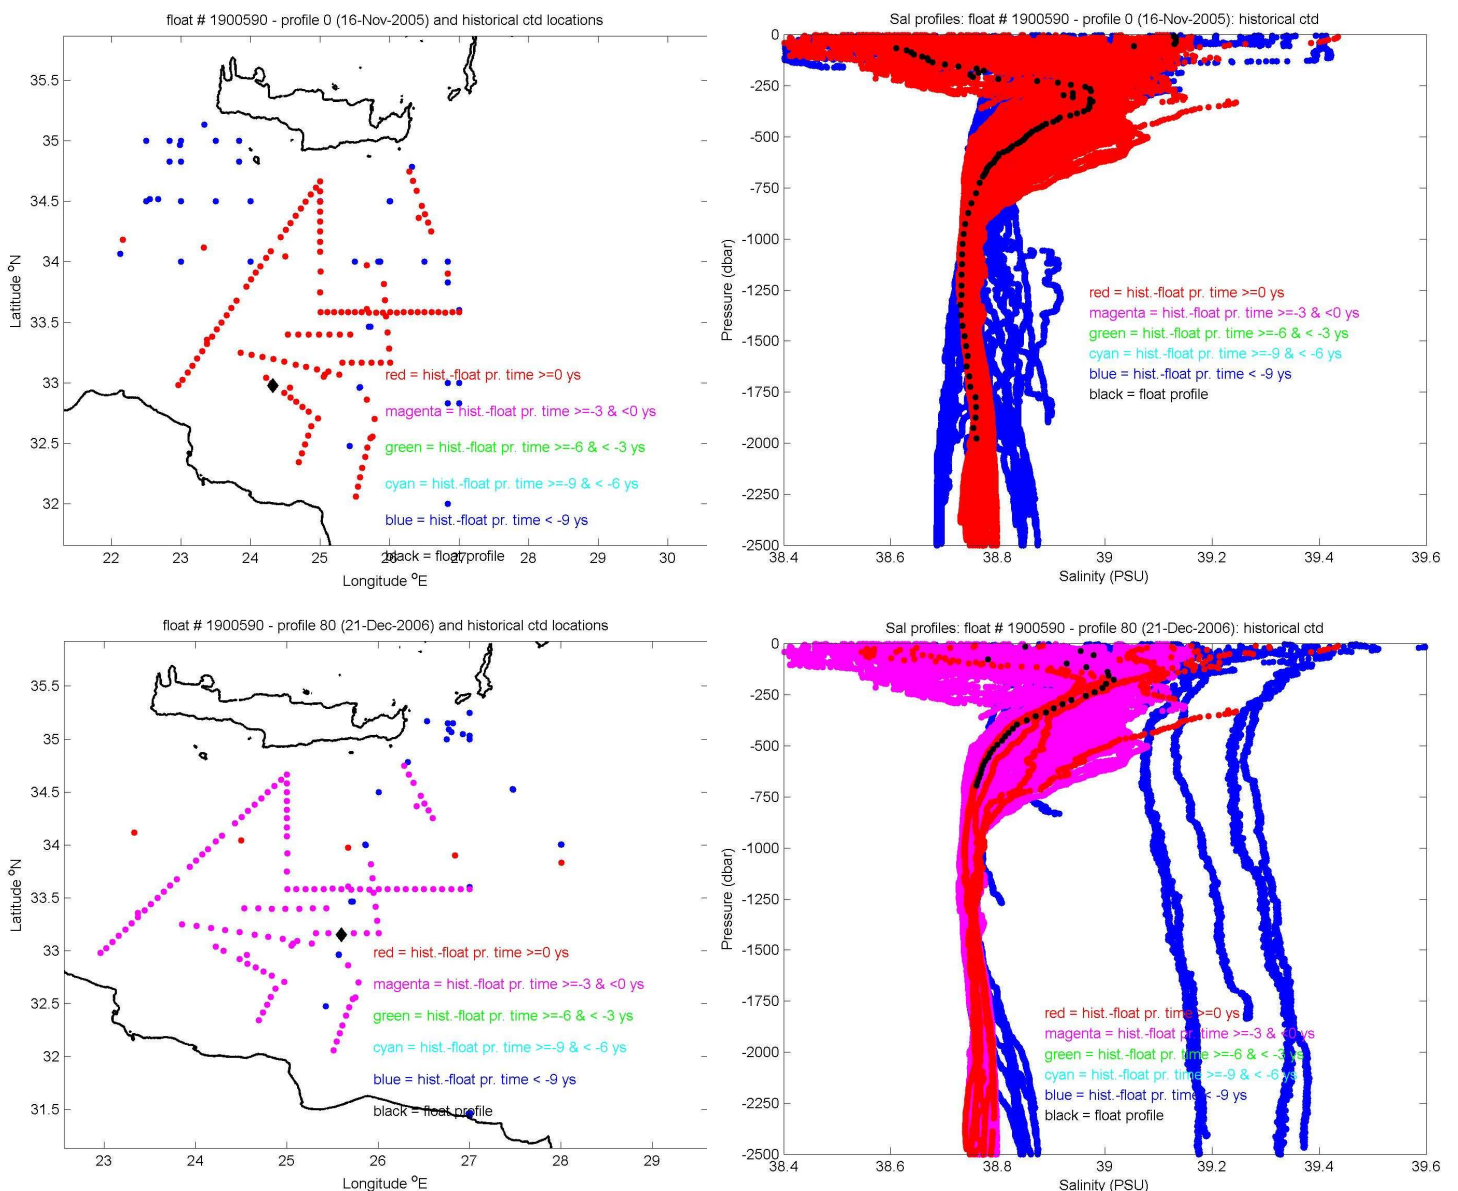 float # 1900590 - profile 0 (16-Nov-2005) and historical ctd locations
35.5
35
34.5
34
33.5
33
32.5
32
Latitude °N
red = hist.-float pr. time >=0 ys
magenta = hist.-float pr. time >=-3 & <0 ys
green = hist.-float pr. time >=-6 & < -3 ys
cyan = hist.-float pr. time >=-9 & < -6 ys
blue = hist.-float pr. time < -9 ys
black = float profile
22 23 24 25 26 27 28 29 30
Longitude °E
Sal profiles: float # 1900590 - profile 0 (16-Nov-2005): historical ctd
0
-250
-500
-750
-1000
-1250
-1500
-1750
-2000
-2250
-2500
Pressure (dbar)
red = hist.-float pr. time >=0 ys
magenta = hist.-float pr. time >=-3 & <0 ys
green = hist.-float pr. time >=-6 & < -3 ys
cyan = hist.-float pr. time >=-9 & < -6 ys
blue = hist.-float pr. time < -9 ys
black = float profile
38.4 38.6 38.8 39 39.2 39.4 39.6
Salinity (PSU)
float # 1900590 - profile 80 (21-Dec-2006) and historical ctd locations
35.5
35
34.5
34
33.5
33
32.5
32
31.5
Latitude °N
red = hist.-float pr. time >=0 ys
magenta = hist.-float pr. time >=-3 & <0 ys
green = hist.-float pr. time >=-6 & < -3 ys
cyan = hist.-float pr. time >=-9 & < -6 ys
blue = hist.-float pr. time < -9 ys
black = float profile
23 24 25 26 27 28 29
Longitude °E
Sal profiles: float # 1900590 - profile 80 (21-Dec-2006): historical ctd
0
-250
-500
-750
-1000
-1250
-1500
-1750
-2000
-2250
-2500
Pressure (dbar)
red = hist.-float pr. time >=0 ys
magenta = hist.-float pr. time >=-3 & <0 ys
green = hist.-float pr. time >=-6 & < -3 ys
cyan = hist.-float pr. time >=-9 & < -6 ys
blue = hist.-float pr. time < -9 ys
black = float profile
38.4 38.6 38.8 39 39.2 39.4 39.6
Salinity (PSU)